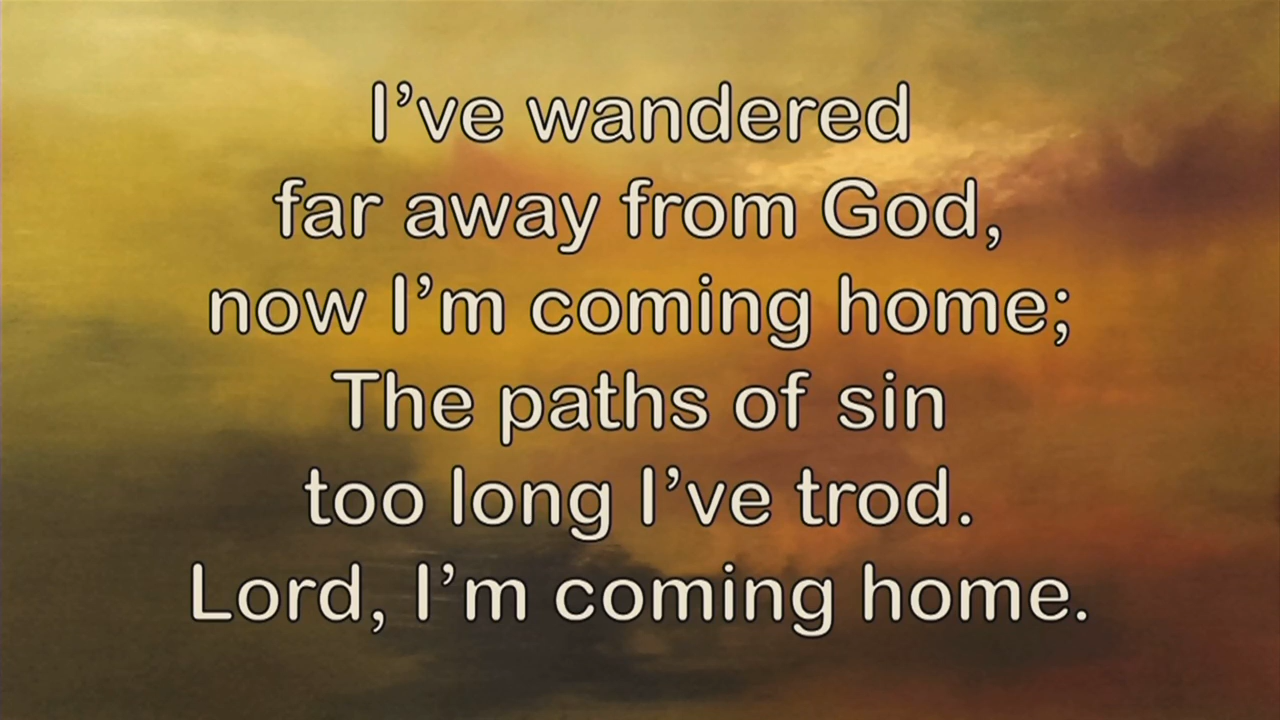 I’ve wandered
far away from God,
now I’m coming home;
The paths of sin
too long I’ve trod.
Lord, I’m coming home.